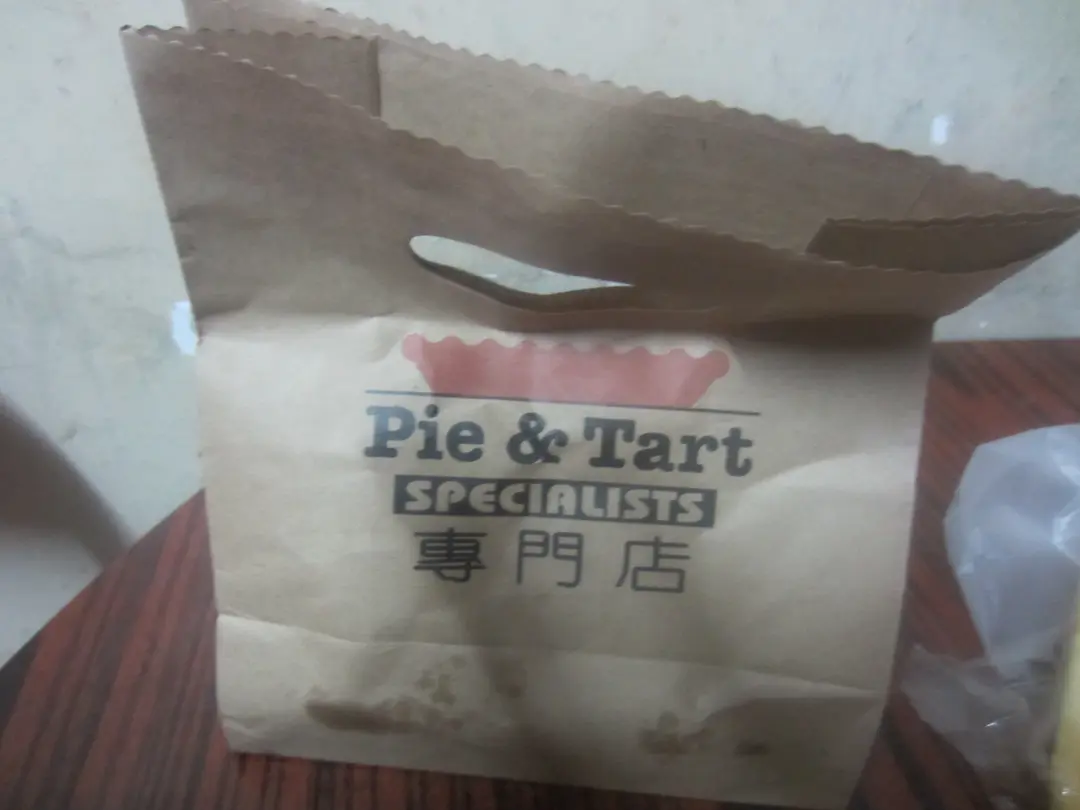 Pie & Tart
SPECIALISTS
專門店